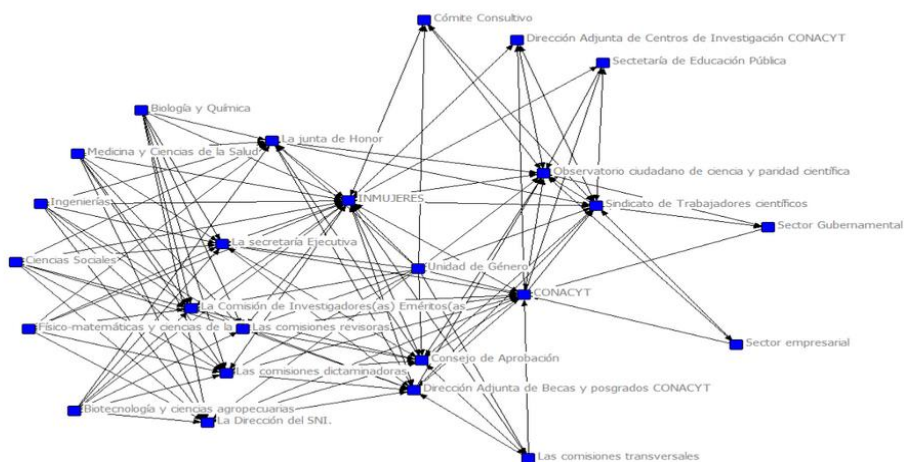 Cómite Consultivo
Dirección Adjunta de Centros de Investigación CONACYT
Sectetaría de Educación Pública
Biología y Química
La junta de Honor
Medicina y Ciencias de la Salud
Observatorio ciudadano de ciencia y paridad científica
INMUJERES
Ingenierías
Sindicato de Trabajadores científicos
Sector Gubernamental
La secretaría Ejecutiva
Ciencias Sociales
Unidad de Género
CONACYT
La Comisión de Investigadores(as) Eméritos(as
Físico-matemáticas y ciencias de la
Las comisiones revisoras
Sector empresarial
Consejo de Aprobación
Las comisiones dictaminadoras
Dirección Adjunta de Becas y posgrados CONACYT
Biotecnología y ciencias agropecuarias
La Dirección del SNI.
Las comisiones transversales